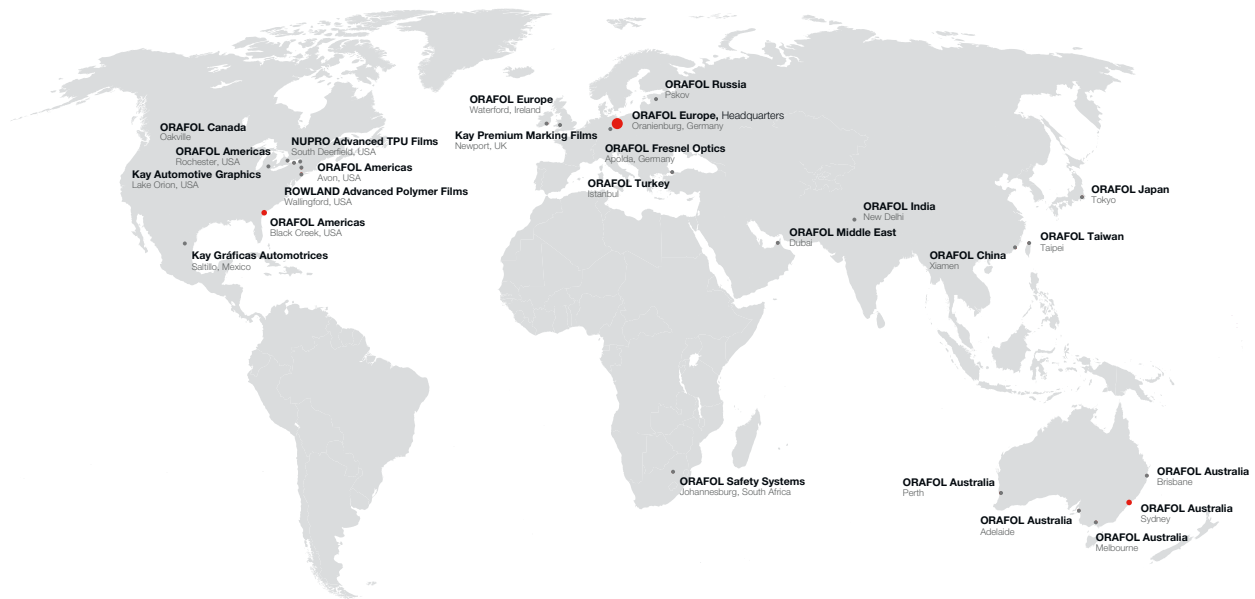 ORAFOL Russia
Pskov
ORAFOL Europe
Waterford, Ireland
ORAFOL Europe, Headquarters
Oranienburg, Germany
ORAFOL Canada
Oakville
Kay Premium Marking Films
Newport, UK
NUPRO Advanced TPU Films
South Deerfield, USA
ORAFOL Fresnel Optics
Apolda, Germany
ORAFOL Americas
Rochester, USA
ORAFOL Americas
Avon, USA
Kay Automotive Graphics
Lake Orion, USA
ORAFOL Turkey
Istanbul
ROWLAND Advanced Polymer Films
Wallingford, USA
ORAFOL Japan
Tokyo
ORAFOL India
New Delhi
ORAFOL Americas
Black Creek, USA
ORAFOL Middle East
Dubai
ORAFOL Taiwan
Taipei
Kay Gráficas Automotrices
Saltillo, Mexico
ORAFOL China
Xiamen
ORAFOL Australia
Brisbane
ORAFOL Safety Systems
Johannesburg, South Africa
ORAFOL Australia
Perth
ORAFOL Australia
Sydney
ORAFOL Australia
Adelaide
ORAFOL Australia
Melbourne